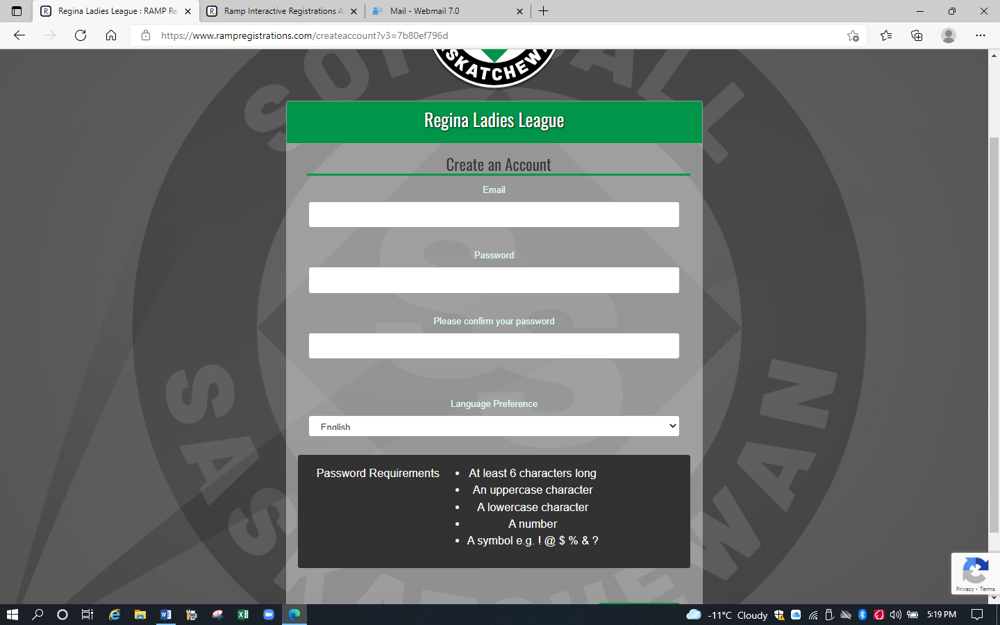 Regina Ladies League : RAMP Re
Ramp Interactive Registrations A
Mail - Webmail 7.0
https://www.rampregistrations.com/createaccount?v3=7b80ef796d
SOFTBALL
SASKATCHEWAN
SKATCHEW
Regina Ladies League
Create an Account
Email
Password
Please confirm your password
Language Preference
English
Password Requirements
• At least 6 characters long
• An uppercase character
• A lowercase character
• A number
• A symbol e.g. ! @ $ % & ?
Privacy - Terms
-11°C Cloudy
5:19 PM